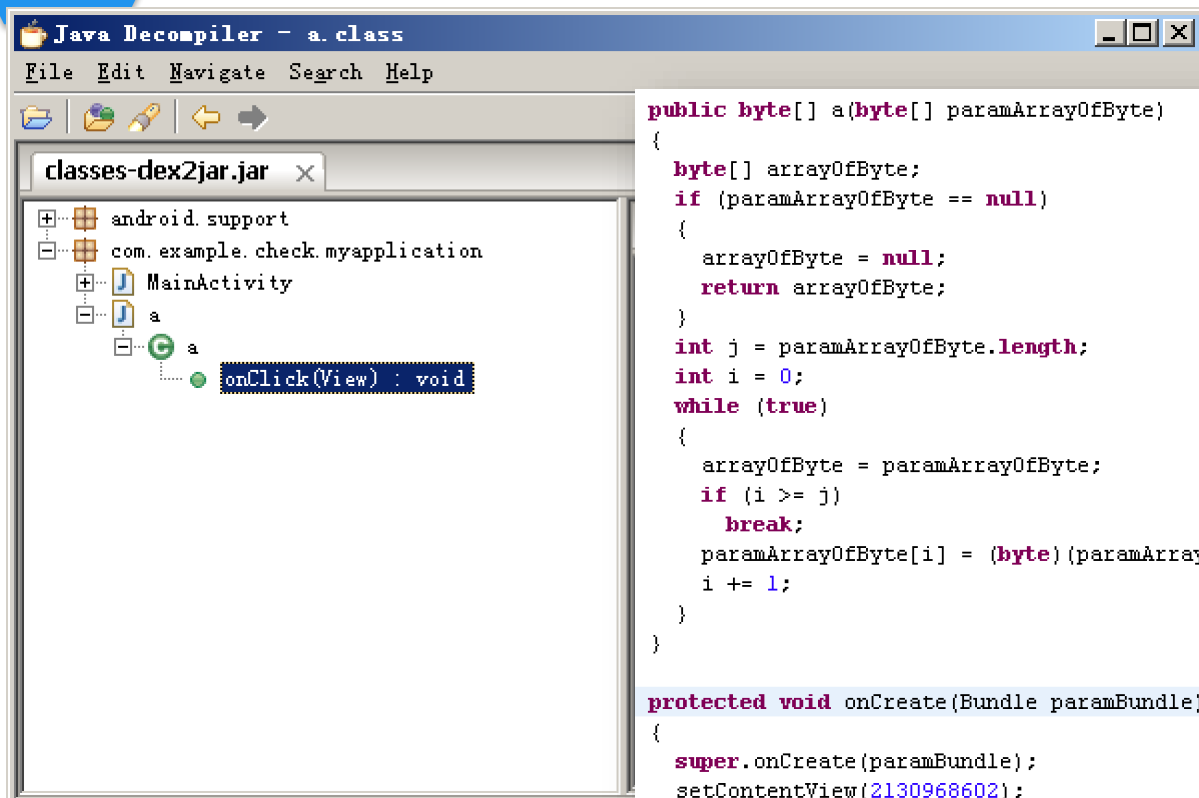 Java Decompiler - a.class
File Edit Navigate Search Help
classes-dex2jar.jar
android.support
com.example.check.myapplication
MainActivity
a
a
onClick(View) : void
public byte[] a(byte[] paramArrayOfByte)
{
byte[] arrayOfByte;
if (paramArrayOfByte == null)
{
arrayOfByte = null;
return arrayOfByte;
}
int j = paramArrayOfByte.length;
int i = 0;
while (true)
{
arrayOfByte = paramArrayOfByte;
if (i >= j)
break;
paramArrayOfByte[i] = (byte)(paramArray
i += 1;
}
}
protected void onCreate(Bundle paramBundle)
{
super.onCreate(paramBundle);
setContentView(2130968602);